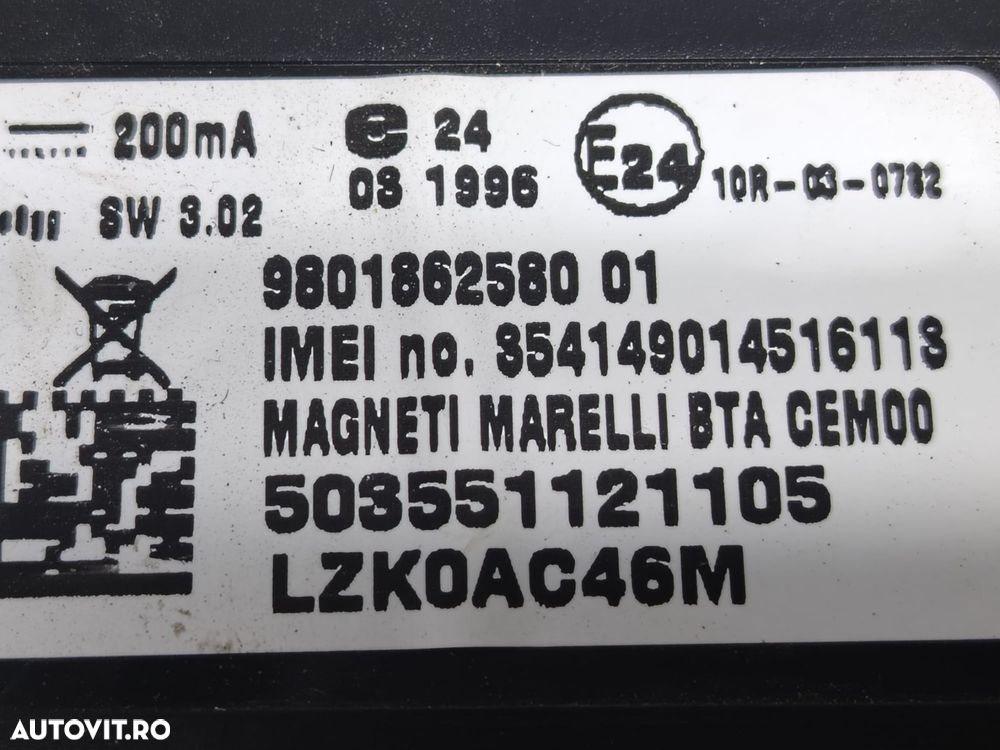 200mA e 24
03 1996 E24 10R-03-0782
SW 3.02
9801862580 01
IMEI no. 354149014516113
MAGNETI MARELLI BTA CEM00
503551121105
LZK0AC46M
AUTOVIT.RO